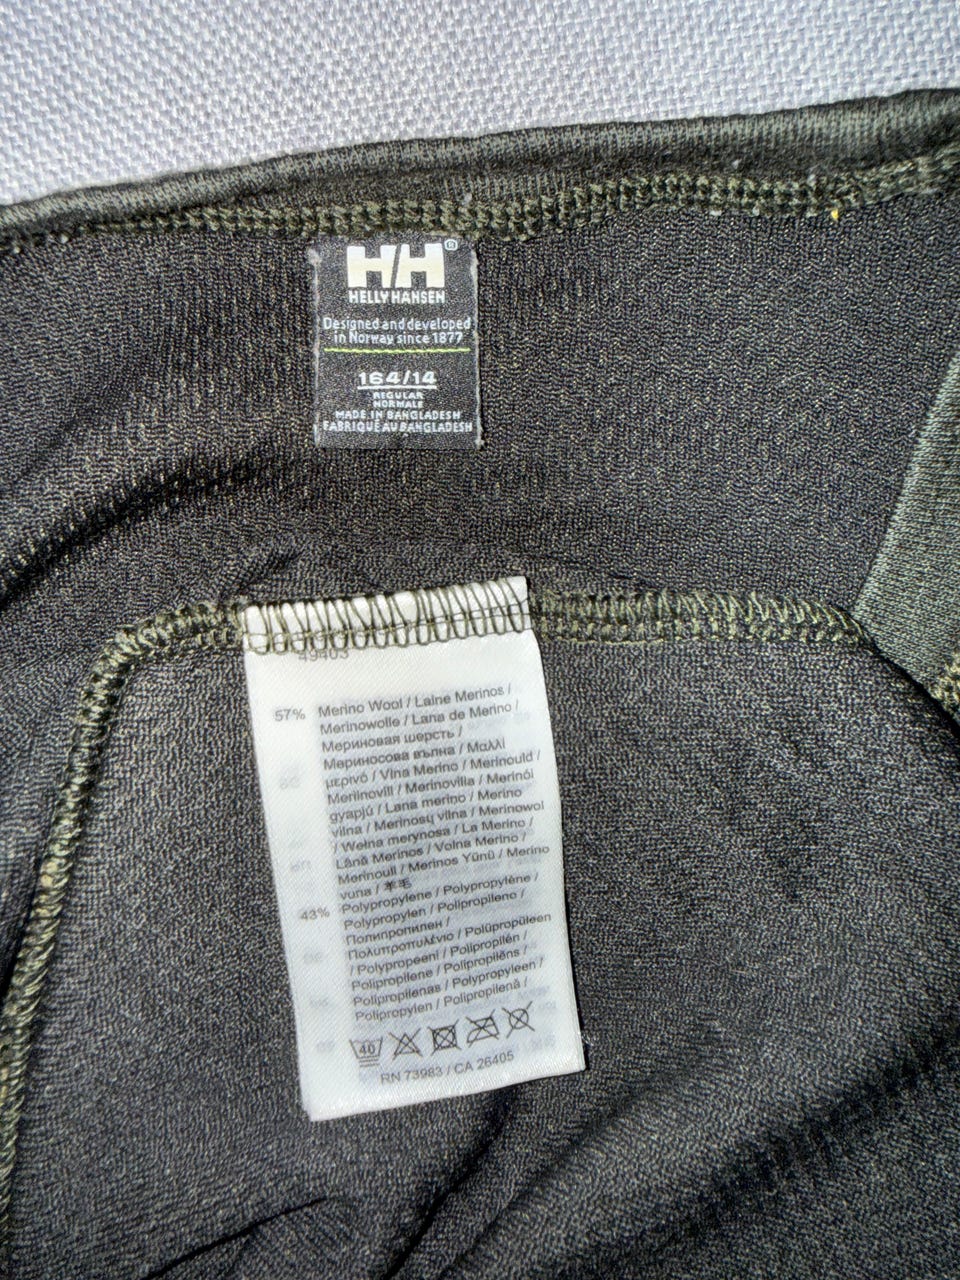 H/H®
HELLY HANSEN
Designed and developed
in Norway since 1877
164/14
REGULAR
NORMALE
MADE IN BANGLADESH
FABRIQUÉ AU BANGLADESH
49403
57% Merino Wool / Laine Merinos /
Merinowolle / Lana de Merino /
Мериновая шерсть /
Мериносова вълна / Μαλλί
μερινό / Vlna Merino / Merinould /
Meriinovill / Merinovilla / Merinói
gyapjú / Lana merino / Merino
vilna / Merinosų vilna / Merinowol
/ Wełna merynosa / La Merino /
Lână Merinos / Volna Merino /
Merinoull / Merinos Yünü / Merino
vuna / 羊毛
43% Polypropylene / Polypropylène /
Polypropylen / Polipropileno /
Полипропилен /
Πολυπροπυλένιο / Polüpropüleen
/ Polypropeeni / Polipropilén /
Polipropilene / Polipropilēns /
Polipropilenas / Polypropyleen /
Polipropylen / Polipropilenă /
40
RN 73983 / CA 26405